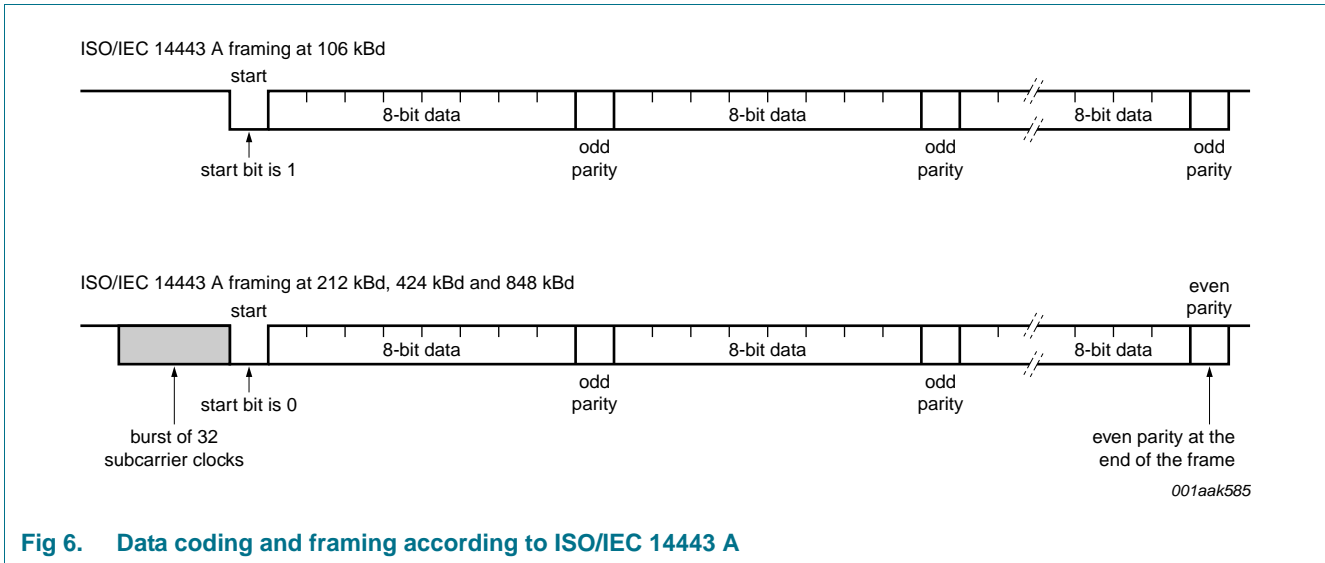 ISO/IEC 14443 A framing at 106 kBd
start
8-bit data
8-bit data
8-bit data
start bit is 1
odd
parity
odd
parity
odd
parity
ISO/IEC 14443 A framing at 212 kBd, 424 kBd and 848 kBd
even
parity
start
8-bit data
8-bit data
8-bit data
start bit is 0
odd
parity
odd
parity
burst of 32
subcarrier clocks
even parity at the
end of the frame
001aak585
Fig 6. Data coding and framing according to ISO/IEC 14443 A